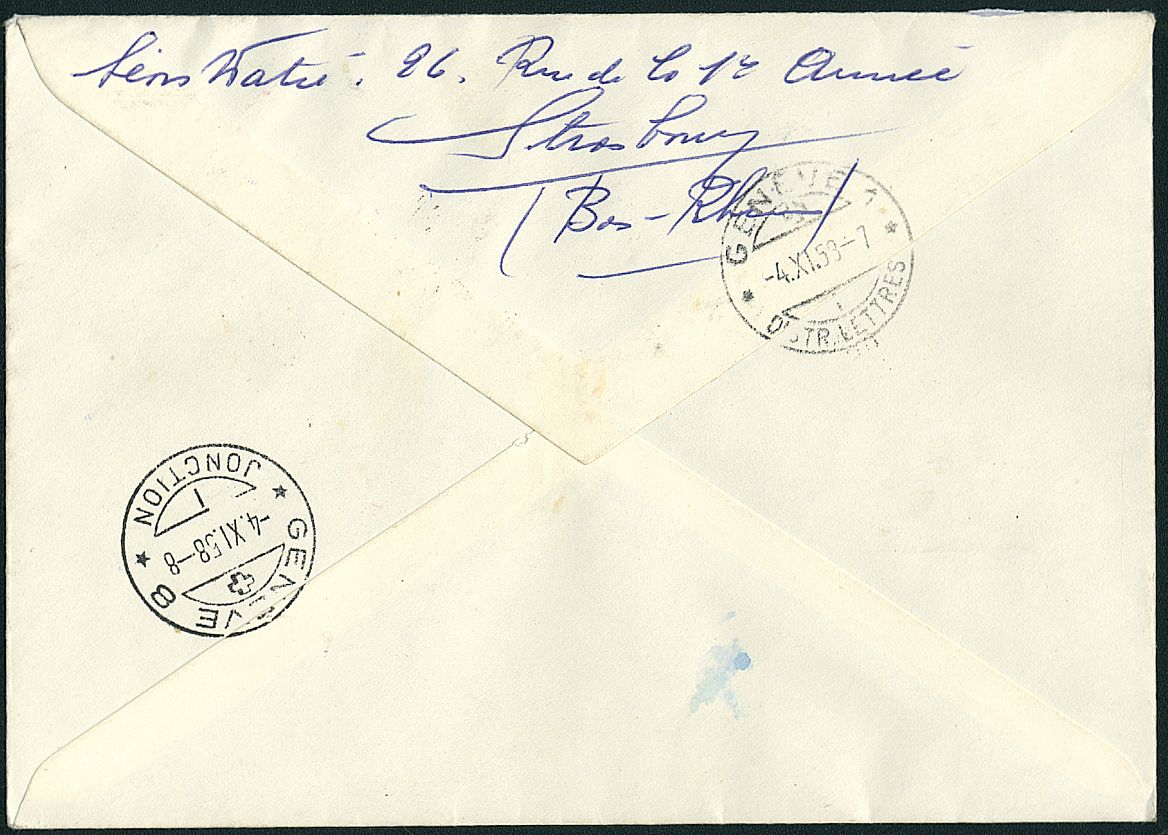 26. Rue de la 1re Armée
Strasbourg
(Bas-Rhin)
GENÈVE 1
-4.XI.58-7
DISTR. LETTRES
JONCTION
1
-4.XI.58-8
GENÈVE 8